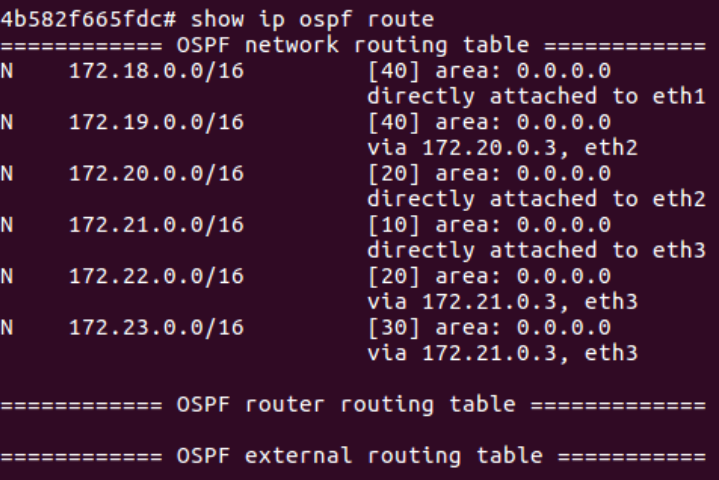 4b582f665fdc# show ip ospf route
============ OSPF network routing table ============
N    172.18.0.0/16         [40] area: 0.0.0.0
                           directly attached to eth1
N    172.19.0.0/16         [40] area: 0.0.0.0
                           via 172.20.0.3, eth2
N    172.20.0.0/16         [20] area: 0.0.0.0
                           directly attached to eth2
N    172.21.0.0/16         [10] area: 0.0.0.0
                           directly attached to eth3
N    172.22.0.0/16         [20] area: 0.0.0.0
                           via 172.21.0.3, eth3
N    172.23.0.0/16         [30] area: 0.0.0.0
                           via 172.21.0.3, eth3

============ OSPF router routing table =============

============ OSPF external routing table ===========